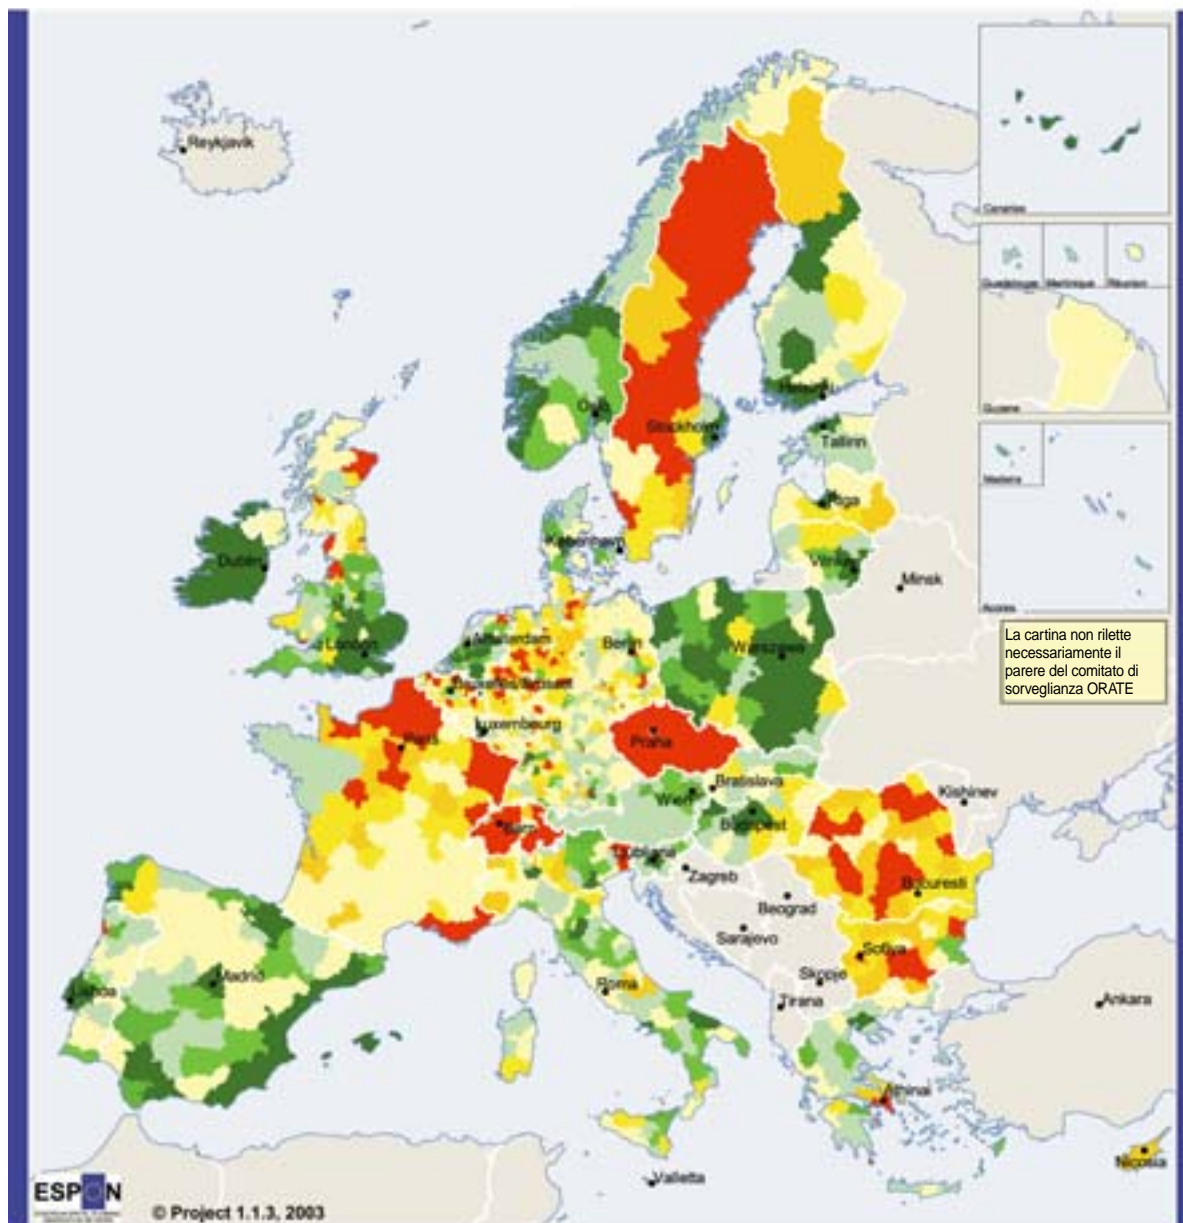 Canarias
Reykjavik
Guadeloupe
Martinique
Réunion
Guyane
Oslo
Helsinki
Stockholm
Tallinn
Madeira
Riga
København
Dublin
Vilnius
Minsk
Acores
La cartina non rilette
necessariamente il
parere del comitato di
sorveglianza ORATE
London
Amsterdam
Berlin
Warszawa
Luxembourg
Paris
Praha
Bratislava
Wien
Kishinev
Bern
Budapest
Ljubljana
Zagreb
Bucuresti
Beograd
Sarajevo
Sofiya
Madrid
Lisboa
Roma
Skopje
Tirana
Ankara
Athinai
Nicosia
Valletta
ESPON
© Project 1.1.3, 2003